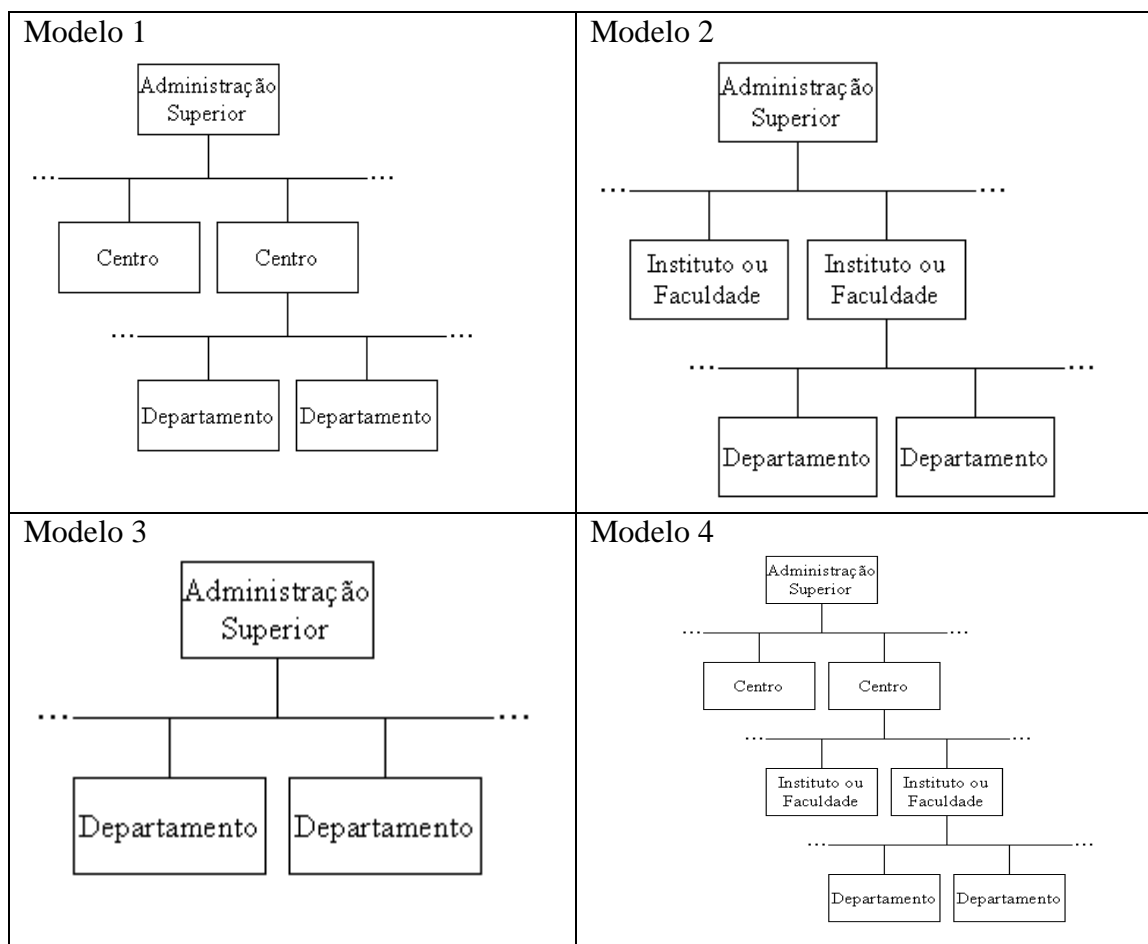 Modelo 1
Administração
Superior
...
...
Centro
Centro
...
...
Departamento
Departamento
Modelo 2
Administração
Superior
...
...
Instituto ou
Faculdade
Instituto ou
Faculdade
...
...
Departamento
Departamento
Modelo 3
Administração
Superior
...
...
Departamento
Departamento
Modelo 4
Administração
Superior
...
...
Centro
Centro
...
...
Instituto ou
Faculdade
Instituto ou
Faculdade
...
...
Departamento
Departamento